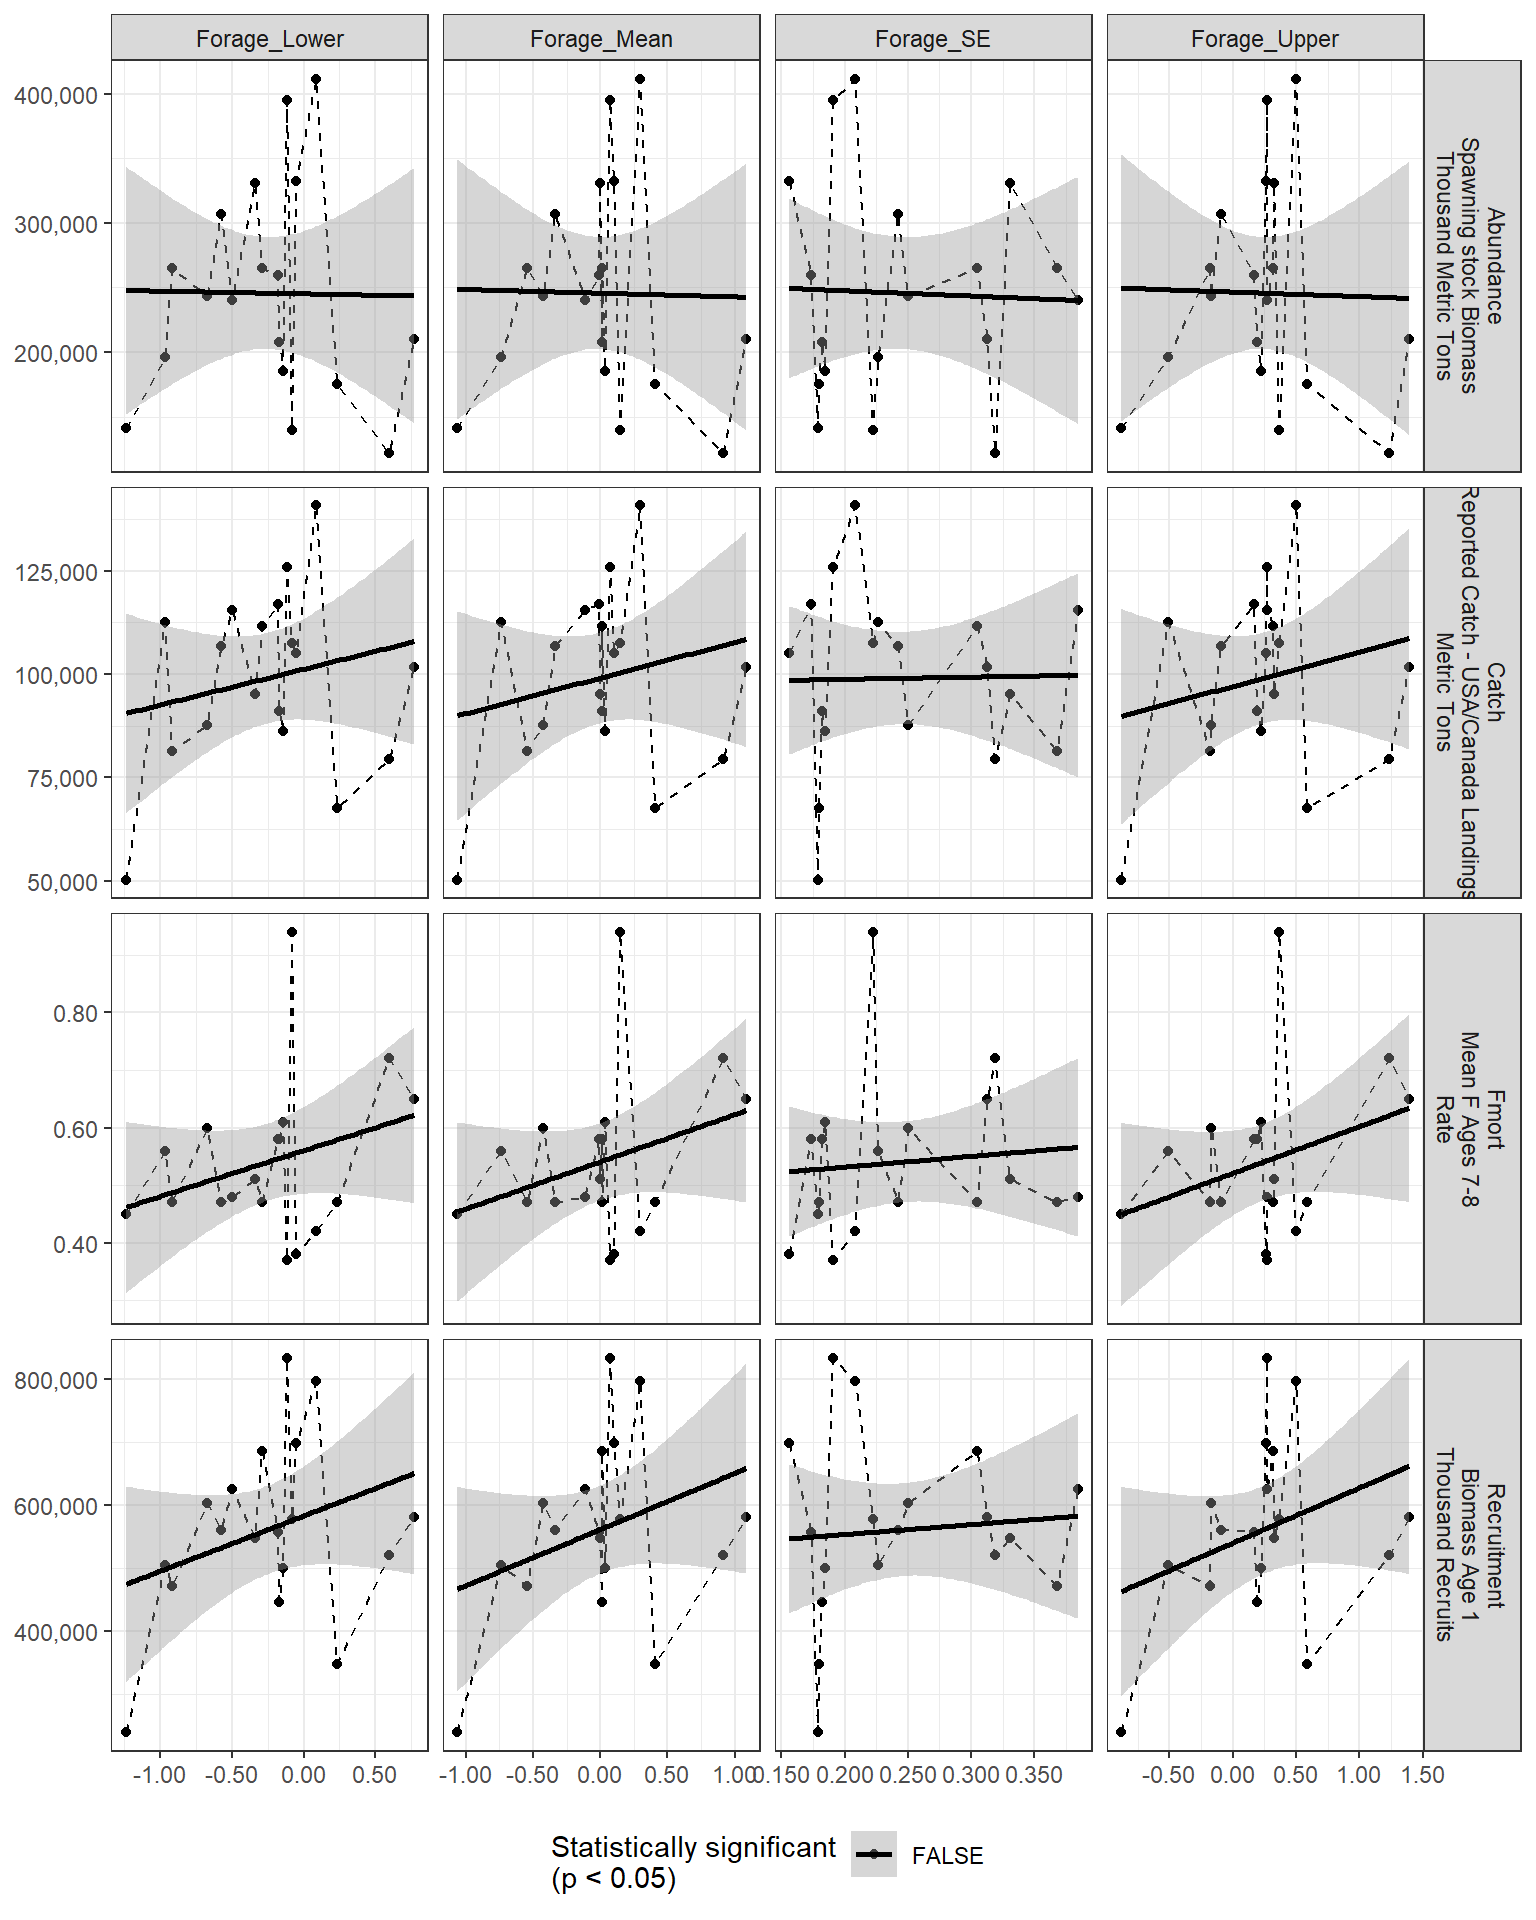 Forage_Lower
Forage_Mean
Forage_SE
Forage_Upper
400,000
300,000
200,000
Abundance
Spawning stock Biomass
Thousand Metric Tons
125,000
100,000
75,000
50,000
Catch
Reported Catch - USA/Canada Landings
Metric Tons
0.80
0.60
0.40
Fmort
Mean F Ages 7-8
Rate
800,000
600,000
400,000
Recruitment
Biomass Age 1
Thousand Recruits
-1.00 -0.50 0.00 0.50
-1.00 -0.50 0.00 0.50 1.00
0.150 0.200 0.250 0.300 0.350
-0.50 0.00 0.50 1.00 1.50
Statistically significant
(p < 0.05)
FALSE